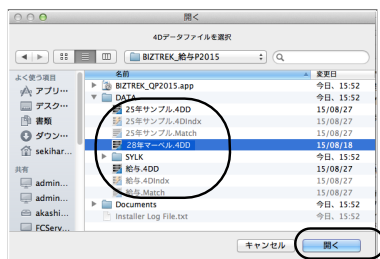 開く
4Dデータファイルを選択
BIZTREK_給与P2015
よく使う項目
アプリ…
デスク…
書類
ダウン…
sekihar…
共有
admin…
admin…
akashi…
FCServ…
名前 変更日
BIZTREK_QP2015.app 今日、15:52
DATA 今日、15:52
25年サンプル.4DD 15/08/27
25年サンプル.4DIndx 15/08/27
25年サンプル.Match 15/08/27
28年マーベル.4DD 15/08/18
SYLK 今日、15:52
給与.4DD 15/08/27
給与.4DIndx 15/08/27
給与.Match 15/08/27
Documents 今日、15:52
Installer Log File.txt 今日、15:52
キャンセル 開く